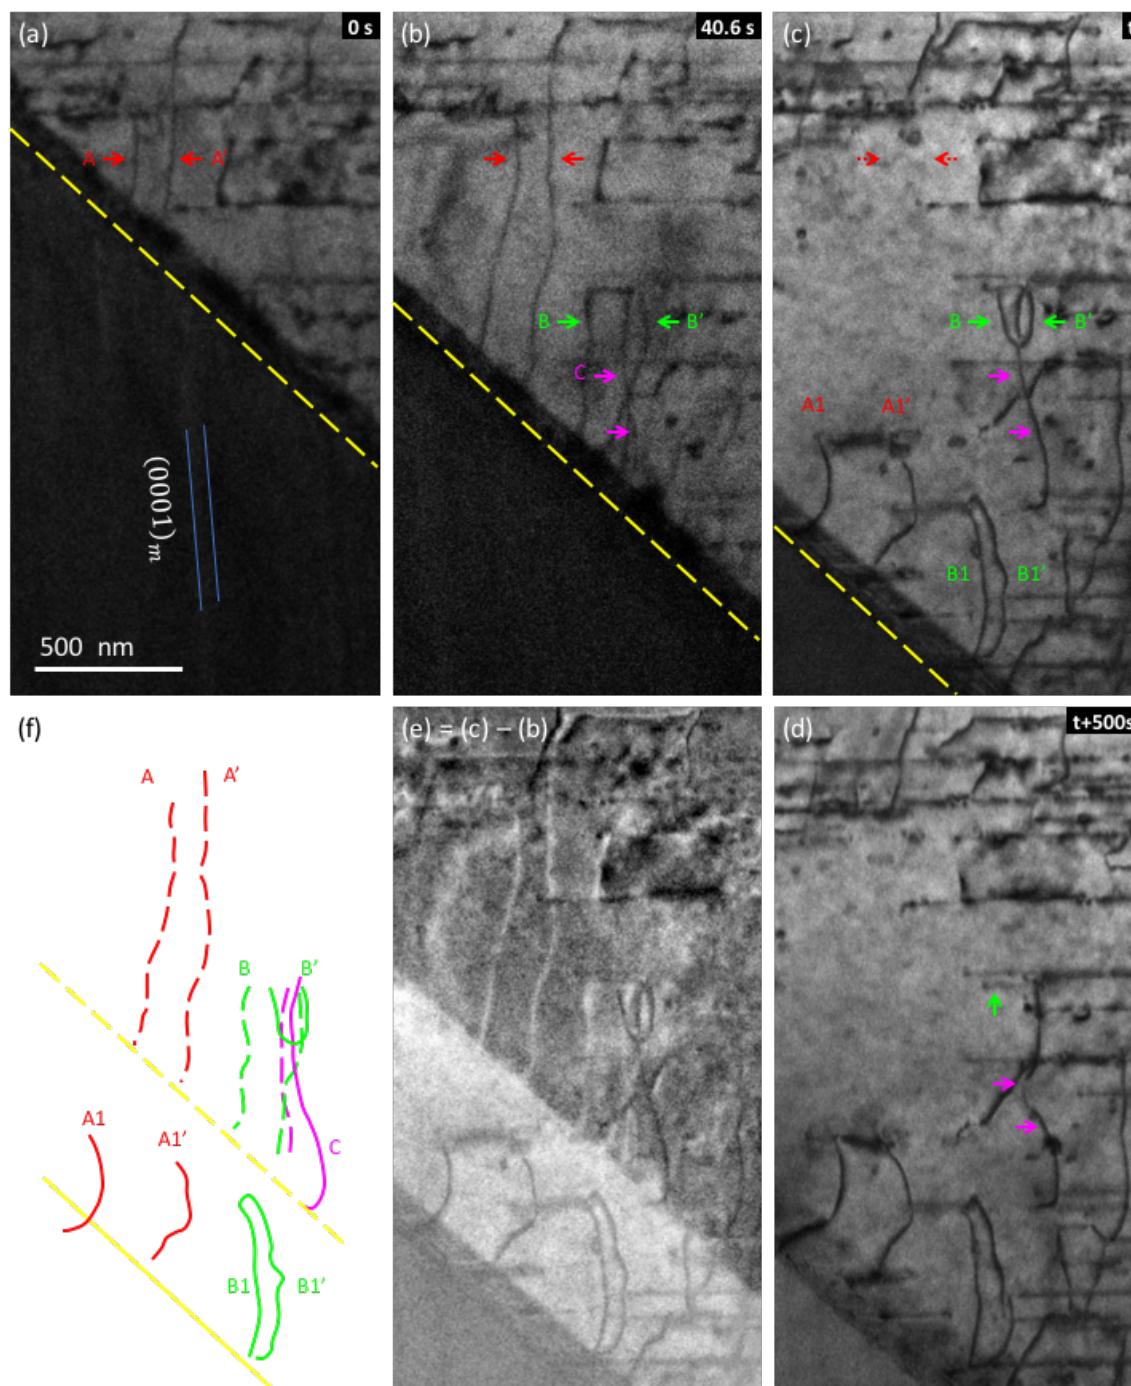 (a)
0 s
A
A'
(0001)m
500 nm
(b)
40.6 s
B
B'
C
(c)
t
B
B'
A1
A1'
B1
B1'
(f)
A
A'
B
B'
A1
A1'
C
B1
B1'
(e) = (c) – (b)
(d)
t+500s